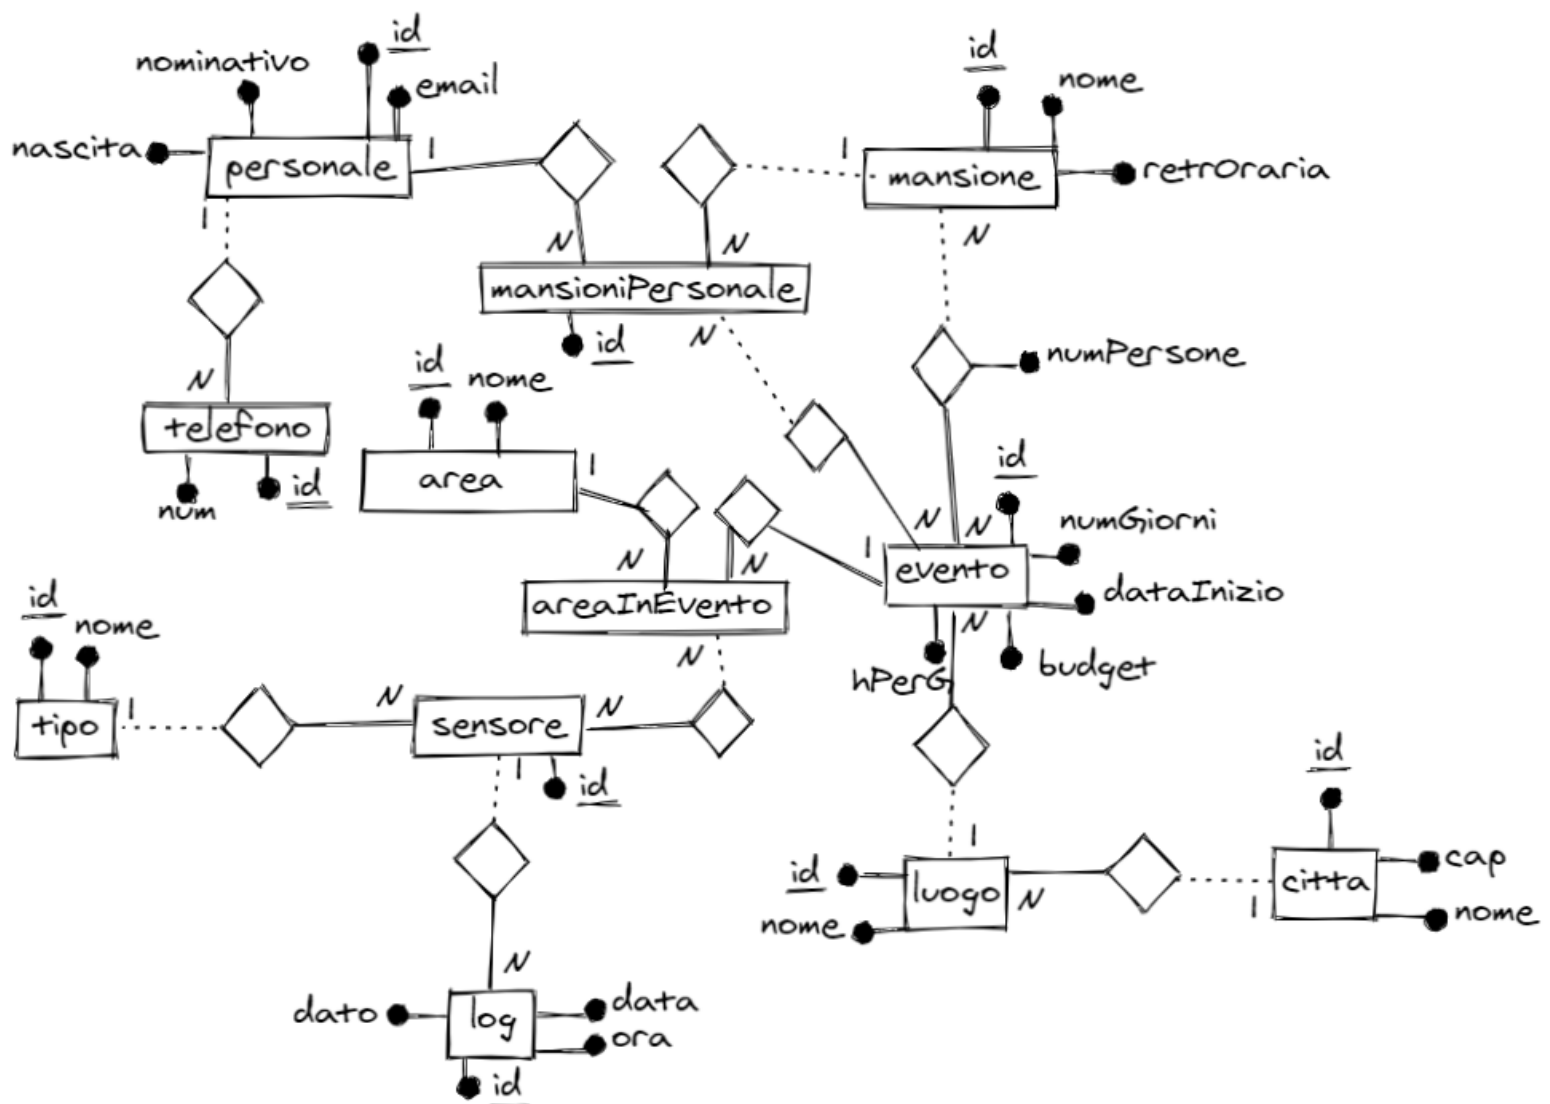 id
nominativo
email
nascita
personale
1
1
id
nome
1
mansione
retrOraria
N
N
N
mansioniPersonale
id
N
numPersone
N
telefono
num
id
id
nome
area
1
N
N
areaInEvento
N
N
N
1
evento
id
numGiorni
dataInizio
N
hPerG
budget
id
nome
tipo
1
N
sensore
N
1
id
N
log
dato
data
ora
id
1
id
luogo
nome
N
id
1
citta
cap
nome